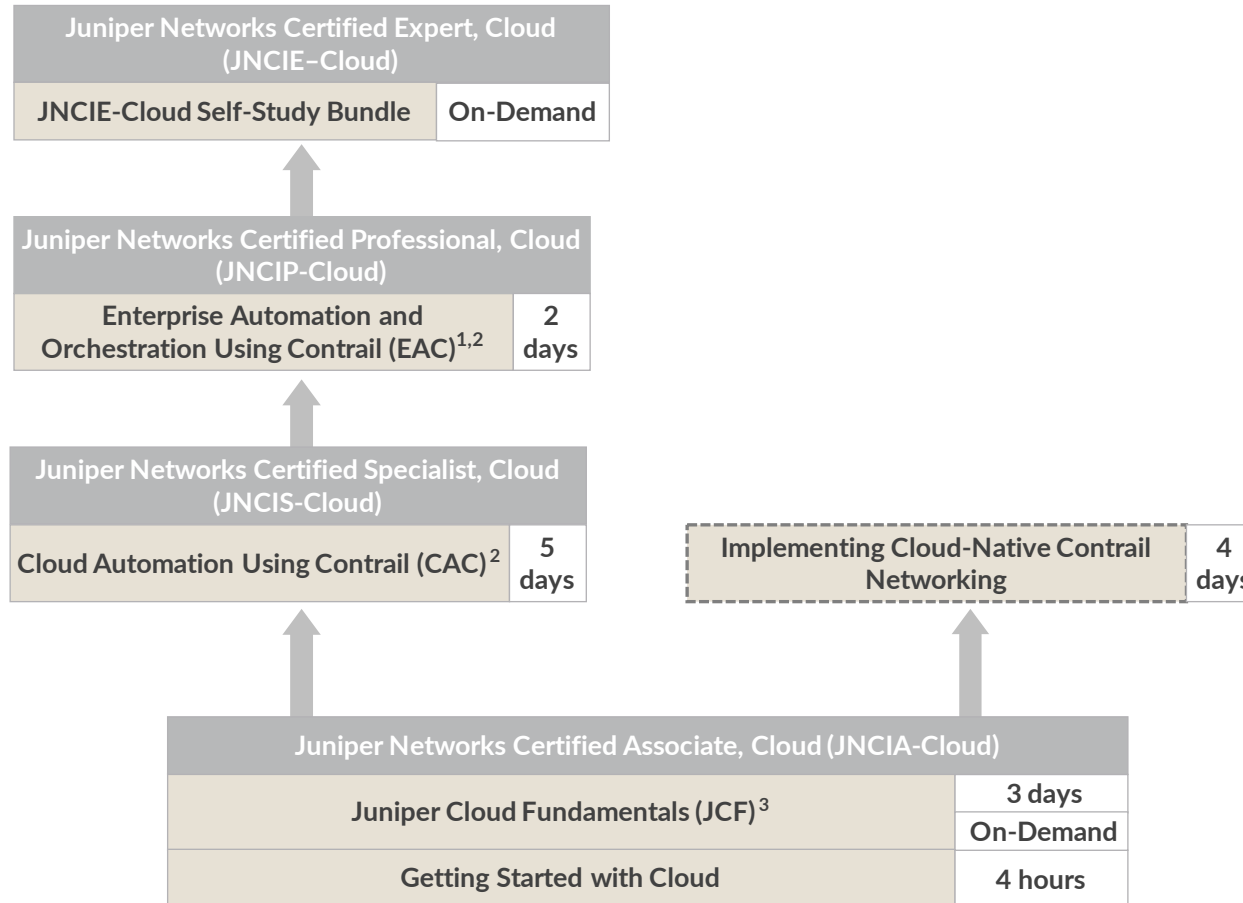 Juniper Networks Certified Expert, Cloud
(JNCIE–Cloud)
JNCIE-Cloud Self-Study Bundle
On-Demand
Juniper Networks Certified Professional, Cloud
(JNCIP-Cloud)
Enterprise Automation and
Orchestration Using Contrail (EAC)1,2
2
days
Juniper Networks Certified Specialist, Cloud
(JNCIS-Cloud)
Cloud Automation Using Contrail (CAC)2
5
days
Implementing Cloud-Native Contrail
Networking
4
days
Juniper Networks Certified Associate, Cloud (JNCIA-Cloud)
Juniper Cloud Fundamentals (JCF)3
3 days
On-Demand
Getting Started with Cloud
4 hours